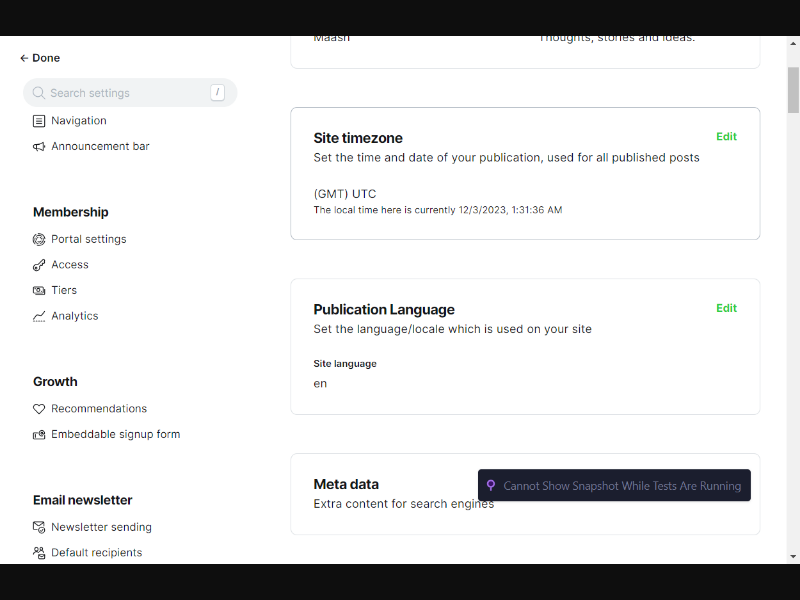 Done
Search settings
/
Navigation
Announcement bar
Membership
Portal settings
Access
Tiers
Analytics
Growth
Recommendations
Embeddable signup form
Email newsletter
Newsletter sending
Default recipients
Maash
Thoughts, stories and ideas.
Site timezone
Edit
Set the time and date of your publication, used for all published posts
(GMT) UTC
The local time here is currently 12/3/2023, 1:31:36 AM
Publication Language
Edit
Set the language/locale which is used on your site
Site language
en
Meta data
Extra content for search engines
Cannot Show Snapshot While Tests Are Running